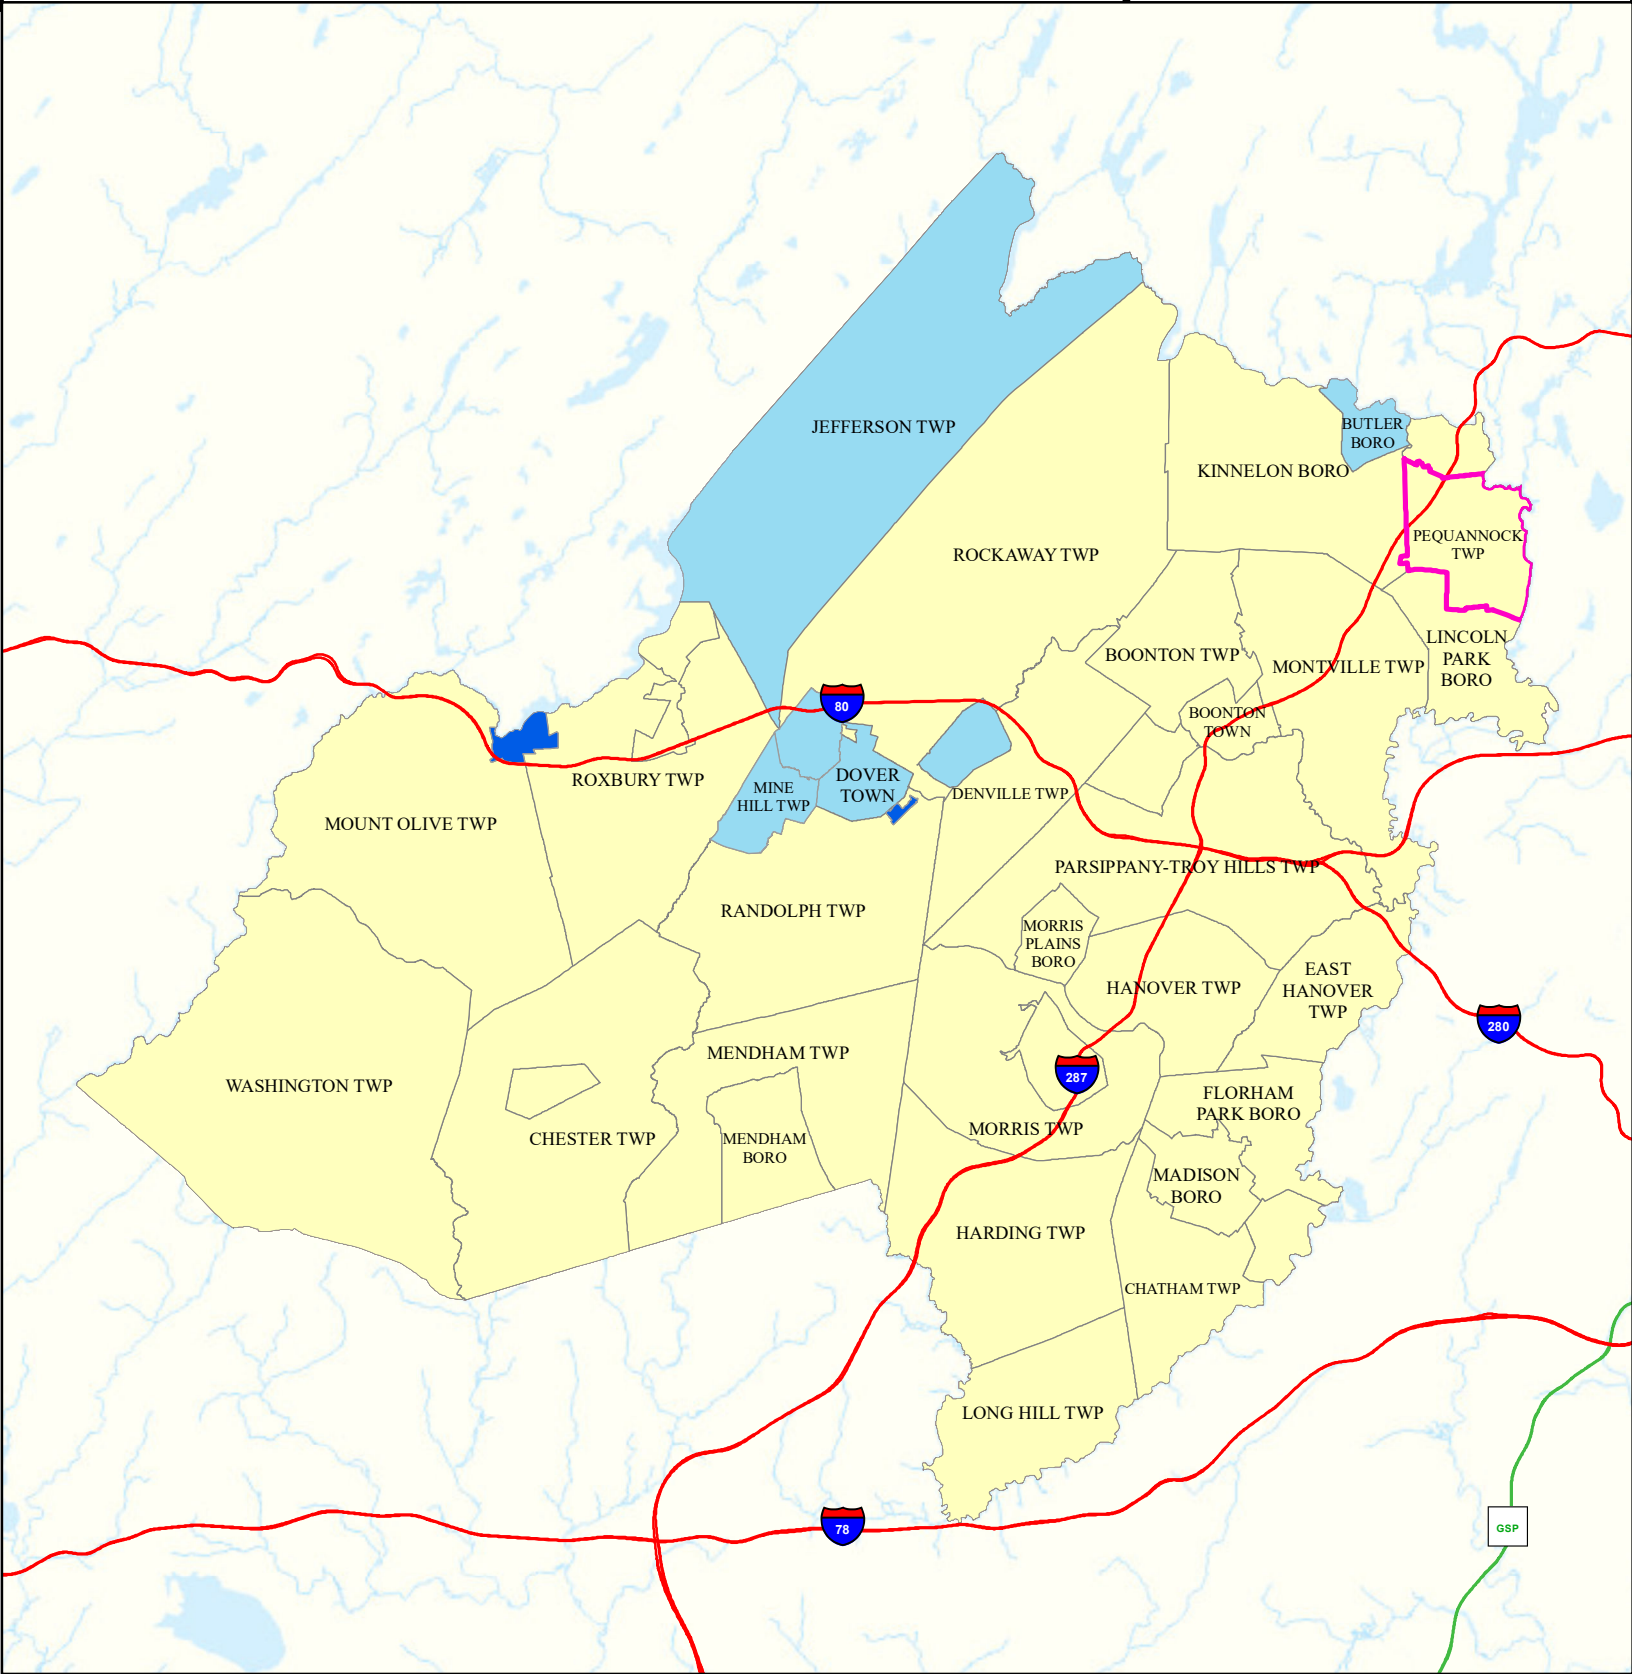 JEFFERSON TWP
BUTLER
BORO
KINNELON BORO
PEQUANNOCK
TWP
ROCKAWAY TWP
LINCOLN
PARK
BORO
BOONTON TWP
MONTVILLE TWP
80
BOONTON
TOWN
ROXBURY TWP
MINE
HILL TWP
DOVER
TOWN
DENVILLE TWP
MOUNT OLIVE TWP
PARSIPPANY-TROY HILLS TWP
RANDOLPH TWP
MORRIS
PLAINS
BORO
EAST
HANOVER
TWP
HANOVER TWP
280
MENDHAM TWP
287
WASHINGTON TWP
FLORHAM
PARK BORO
CHESTER TWP
MENDHAM
BORO
MORRIS TWP
MADISON
BORO
HARDING TWP
CHATHAM TWP
LONG HILL TWP
78
GSP